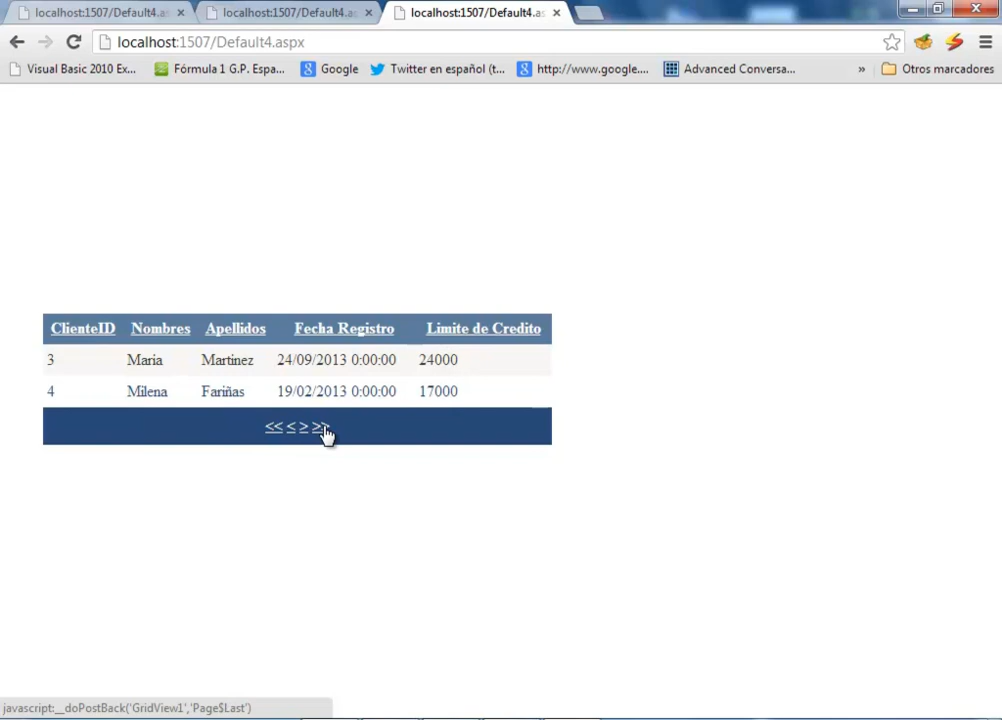 localhost:1507/Default4.as localhost:1507/Default4.as localhost:1507/Default4.as
localhost:1507/Default4.aspx
Visual Basic 2010 Ex... Fórmula 1 G.P. Espa... Google Twitter en español (t... http://www.google.... Advanced Conversa... » Otros marcadores
ClienteID Nombres Apellidos Fecha Registro Limite de Credito
3 Maria Martinez 24/09/2013 0:00:00 24000
4 Milena Fariñas 19/02/2013 0:00:00 17000
<< < > >>
javascript:__doPostBack('GridView1','Page$Last')